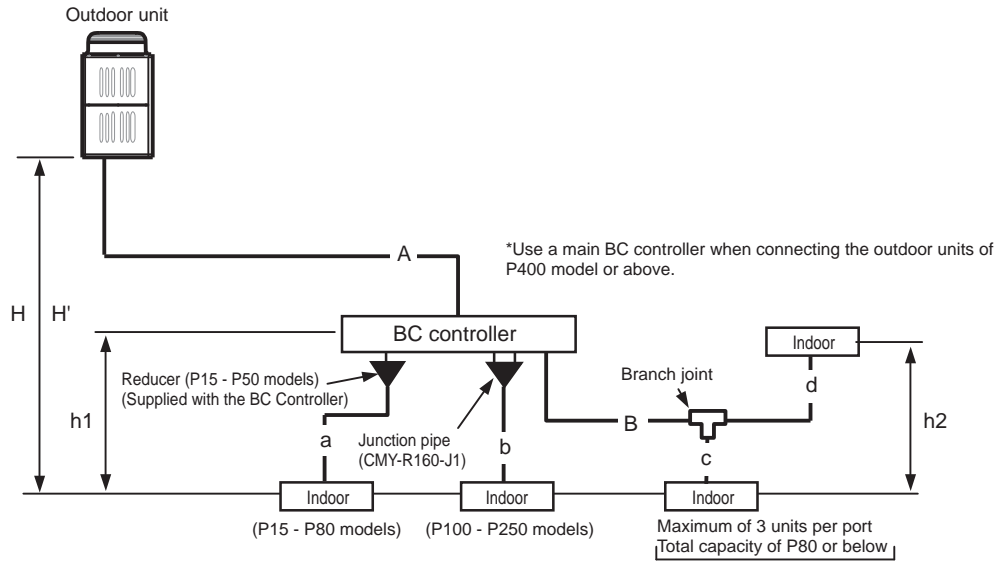 Outdoor unit
A
*Use a main BC controller when connecting the outdoor units of
P400 model or above.
H
H'
BC controller
Indoor
Reducer (P15 - P50 models)
(Supplied with the BC Controller)
Branch joint
d
h1
h2
B
a
Junction pipe
(CMY-R160-J1)
b
c
Indoor
Indoor
Indoor
(P15 - P80 models)
(P100 - P250 models)
Maximum of 3 units per port
Total capacity of P80 or below